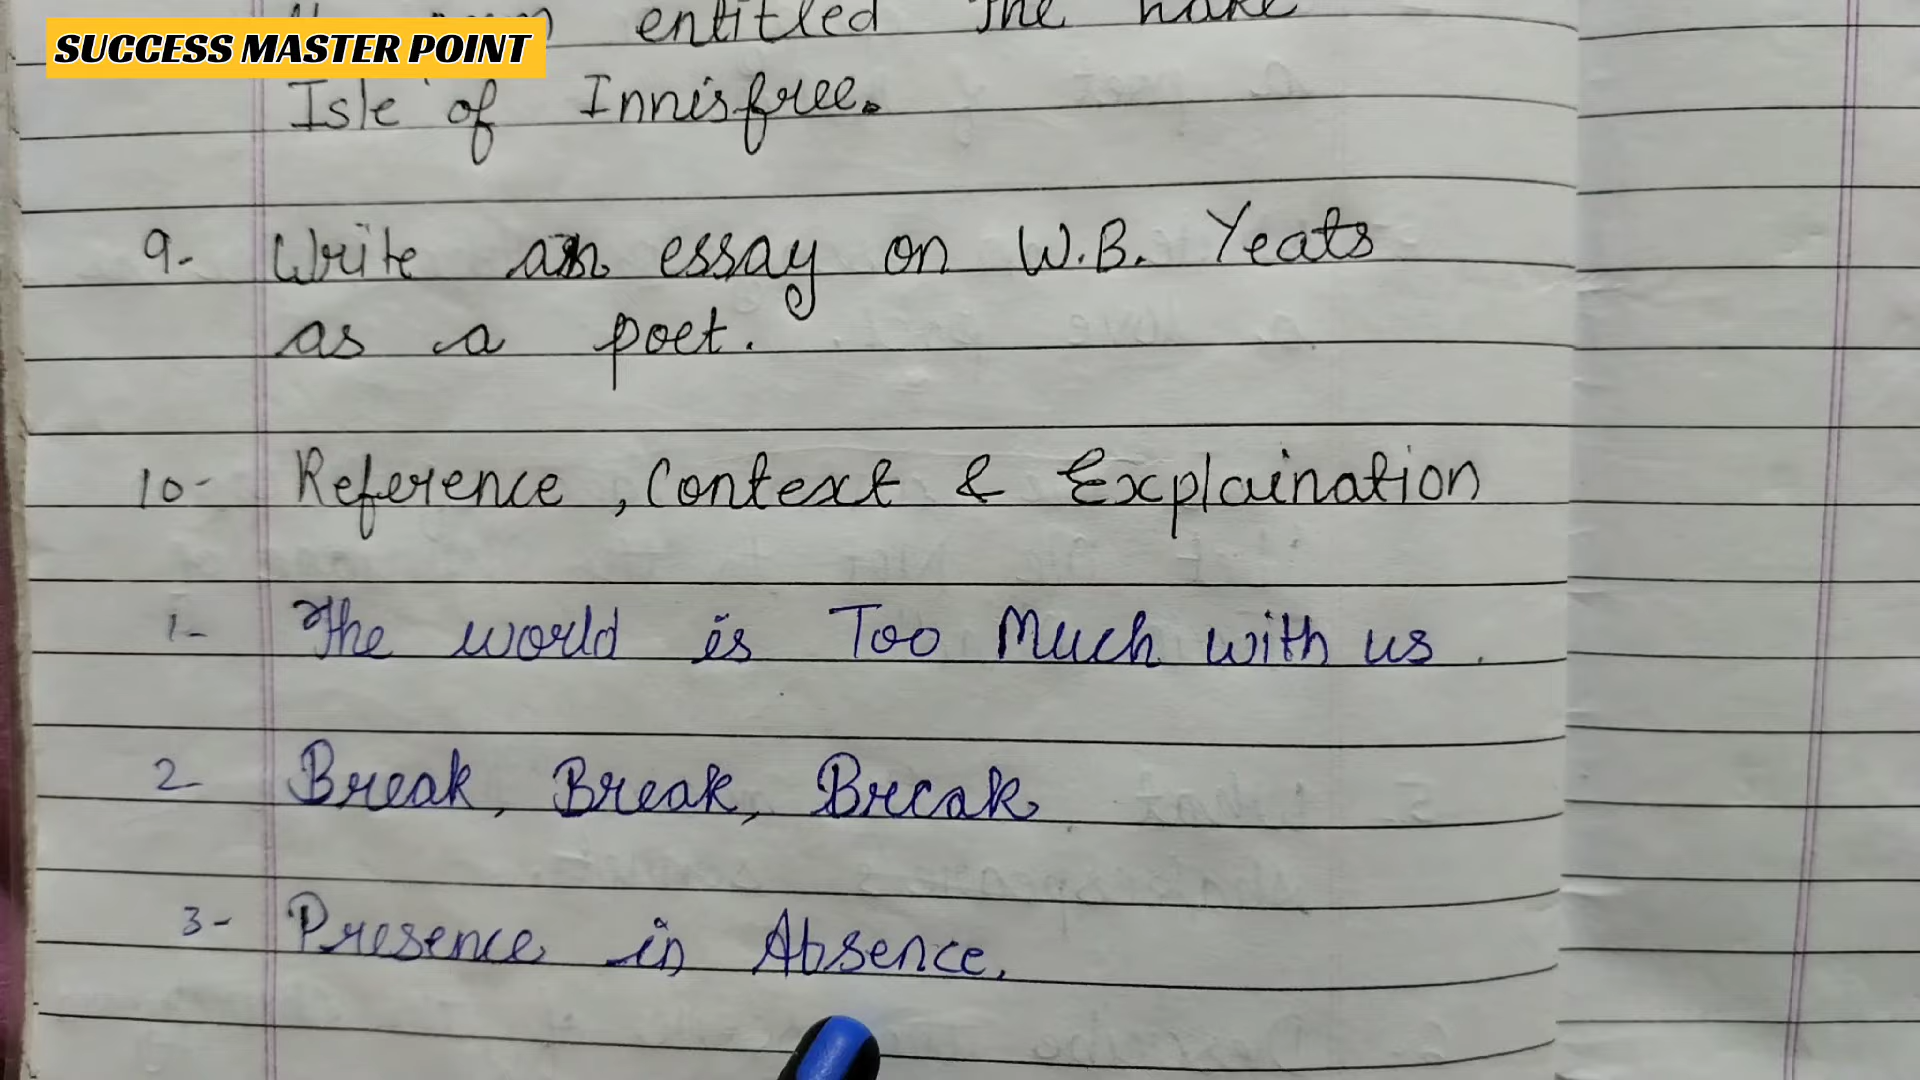 SUCCESS MASTER POINT
entitled The
Isle of Innisfree.
9- Write an essay on W.B. Yeats
as a poet.
10- Reference, Context & Explaination
1- The world is Too Much with us.
2- Break, Break, Break
3- Presence in Absence.